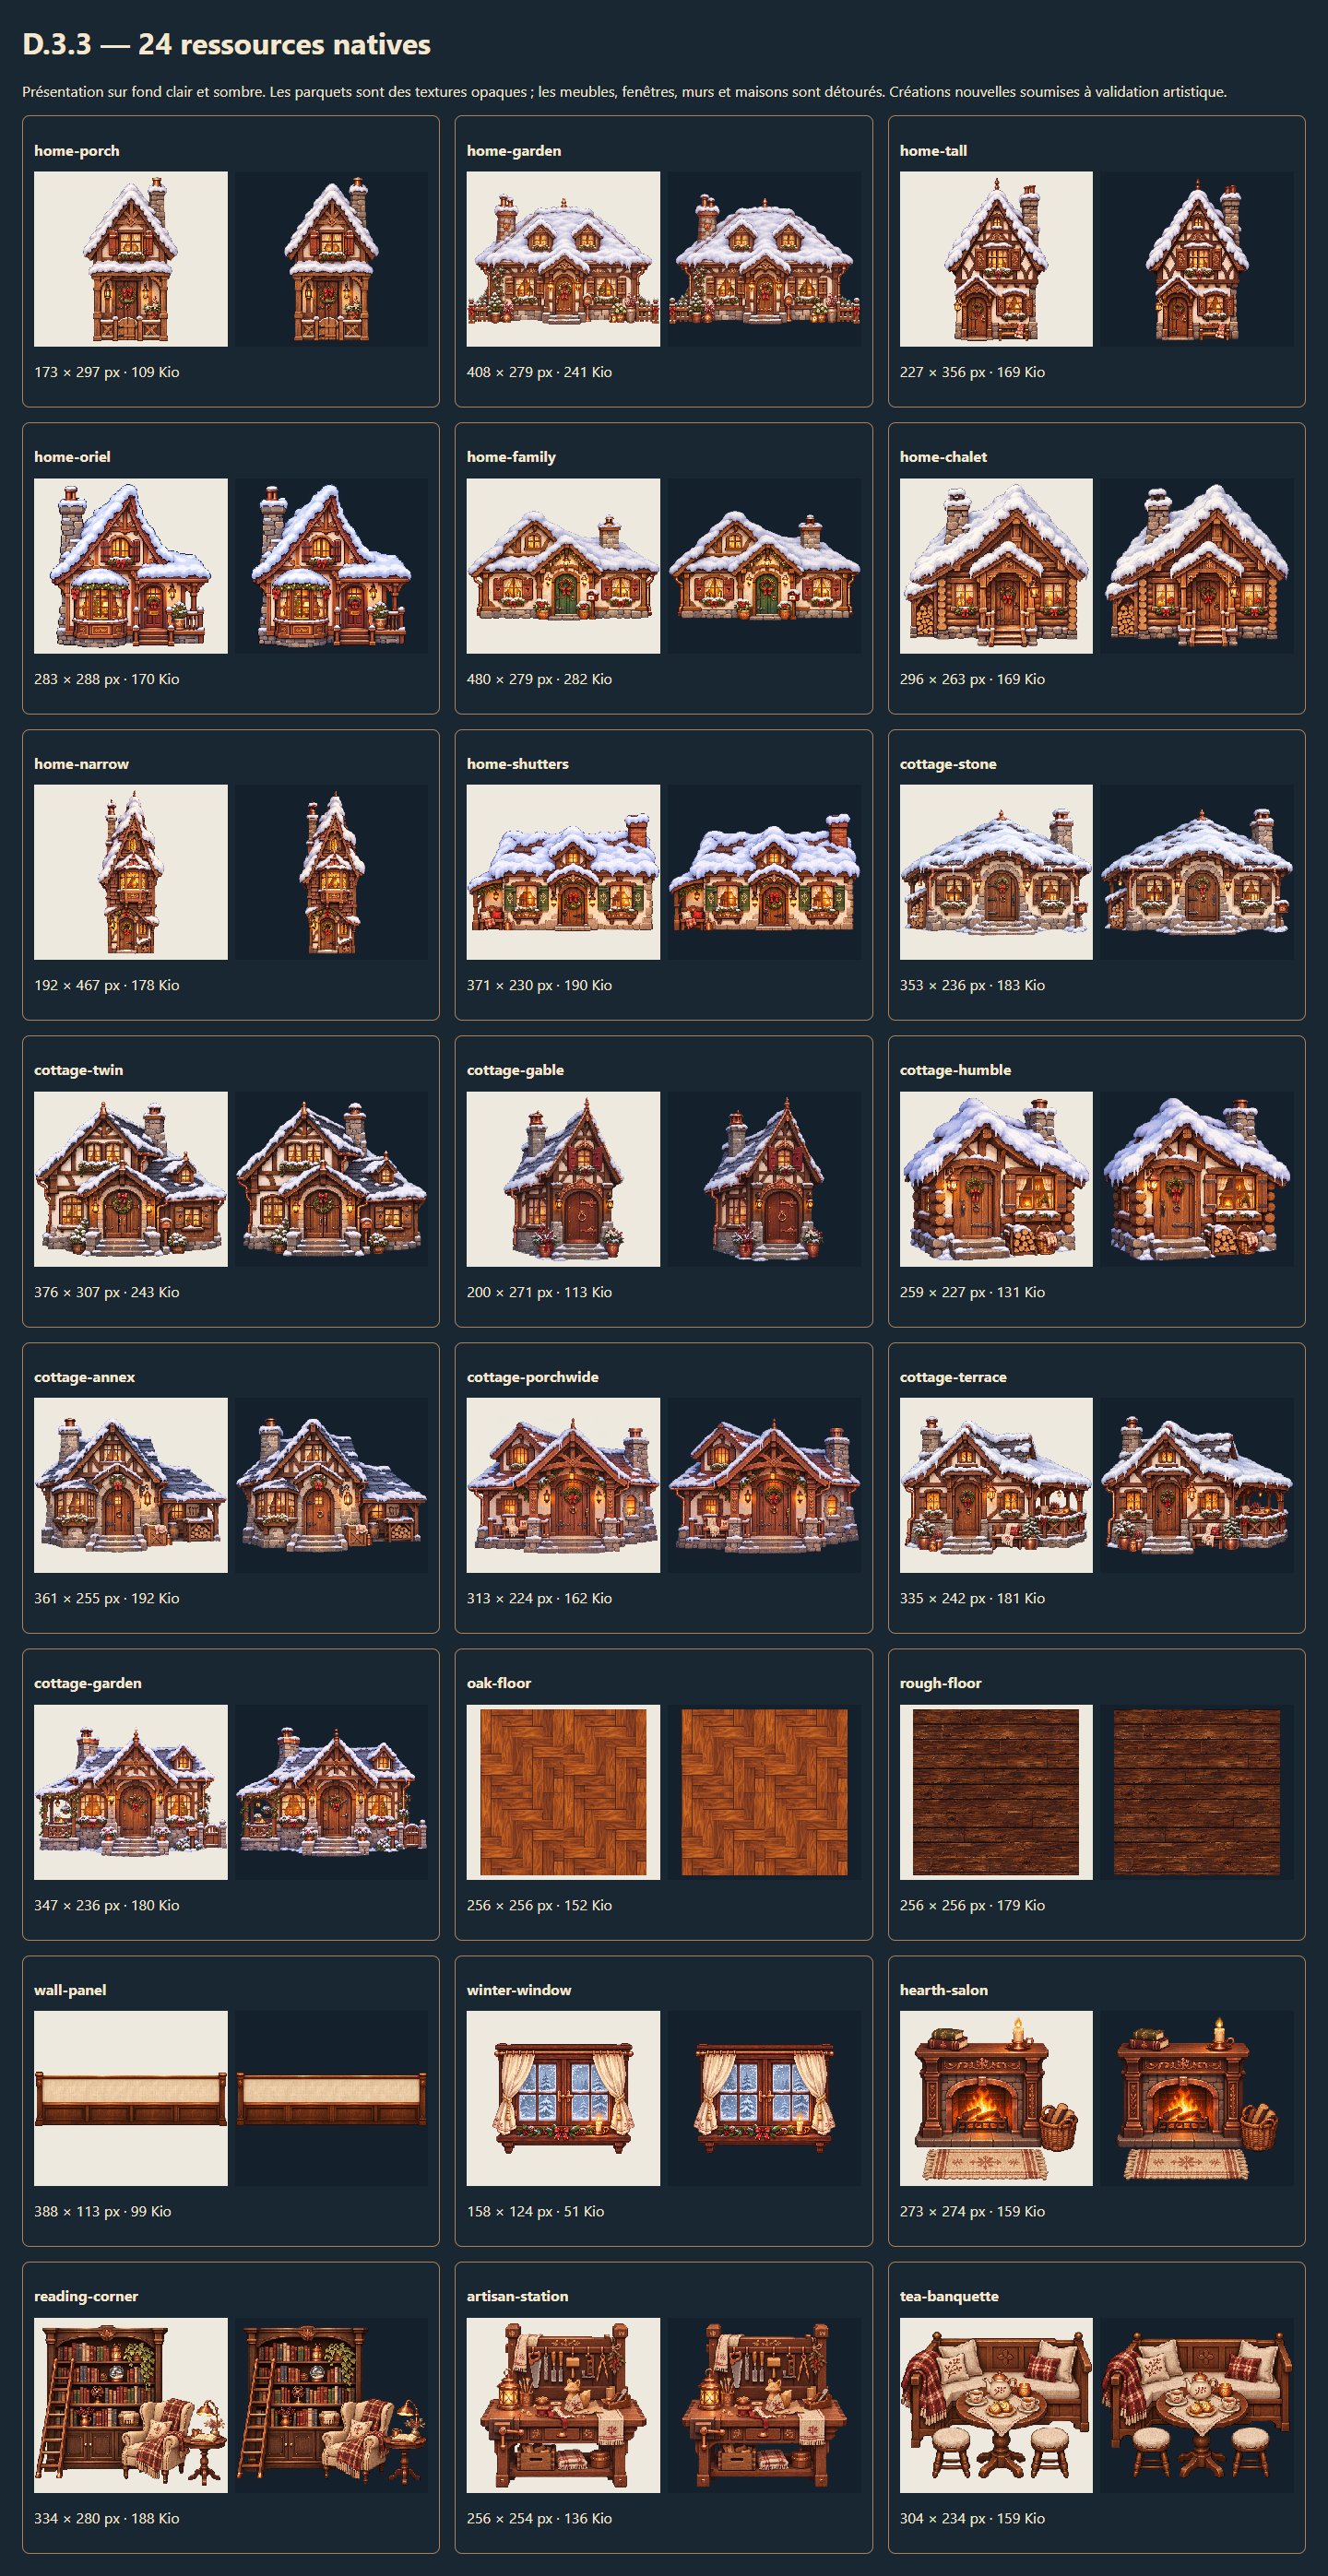 D.3.3 — 24 ressources natives
Présentation sur fond clair et sombre. Les parquets sont des textures opaques ; les meubles, fenêtres, murs et maisons sont détourés. Créations nouvelles soumises à validation artistique.
home-porch
173 × 297 px · 109 Kio
home-garden
408 × 279 px · 241 Kio
home-tall
227 × 356 px · 169 Kio
home-oriel
283 × 288 px · 170 Kio
home-family
480 × 279 px · 282 Kio
home-chalet
296 × 263 px · 169 Kio
home-narrow
192 × 467 px · 178 Kio
home-shutters
371 × 230 px · 190 Kio
cottage-stone
353 × 236 px · 183 Kio
cottage-twin
376 × 307 px · 243 Kio
cottage-gable
200 × 271 px · 113 Kio
cottage-humble
259 × 227 px · 131 Kio
cottage-annex
361 × 255 px · 192 Kio
cottage-porchwide
313 × 224 px · 162 Kio
cottage-terrace
335 × 242 px · 181 Kio
cottage-garden
347 × 236 px · 180 Kio
oak-floor
256 × 256 px · 152 Kio
rough-floor
256 × 256 px · 179 Kio
wall-panel
388 × 113 px · 99 Kio
winter-window
158 × 124 px · 51 Kio
hearth-salon
273 × 274 px · 159 Kio
reading-corner
334 × 280 px · 188 Kio
artisan-station
256 × 254 px · 136 Kio
tea-banquette
304 × 234 px · 159 Kio